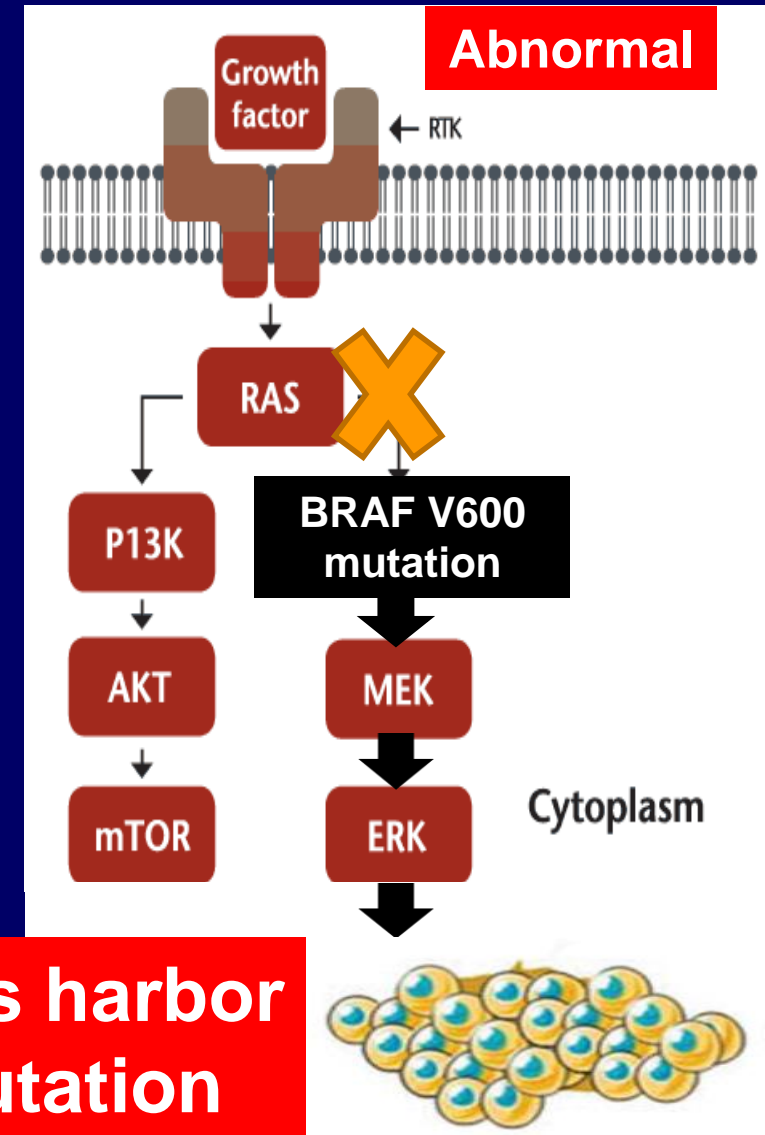 Abnormal
Growth
factor
RTK
RAS
P13K
BRAF V600
mutation
AKT
MEK
mTOR
ERK
Cytoplasm
s harbor
utation